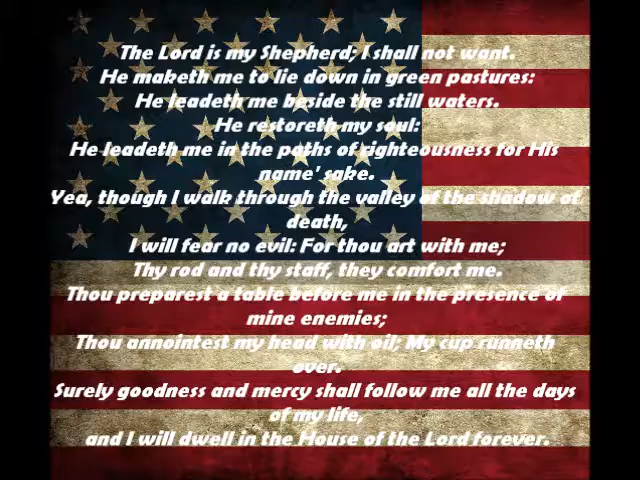 The Lord is my Shepherd; I shall not want.
He maketh me to lie down in green pastures:
He leadeth me beside the still waters.
He restoreth my soul:
He leadeth me in the paths of righteousness for His
name' sake.
Yea, though I walk through the valley of the shadow of
death,
I will fear no evil: For thou art with me;
Thy rod and thy staff, they comfort me.
Thou preparest a table before me in the presence of
mine enemies;
Thou annointest my head with oil; My cup runneth
over.
Surely goodness and mercy shall follow me all the days
of my life,
and I will dwell in the House of the Lord forever.